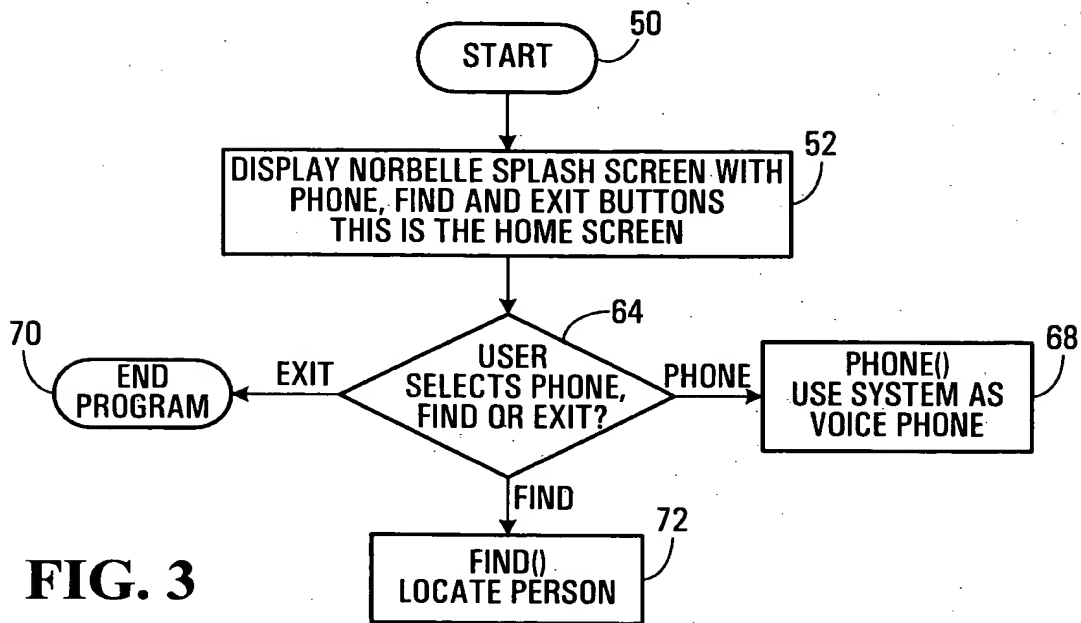 50
START
52
DISPLAY NORBELLE SPLASH SCREEN WITH
PHONE, FIND AND EXIT BUTTONS
THIS IS THE HOME SCREEN
64
USER
SELECTS PHONE,
FIND OR EXIT?
70
END
PROGRAM
EXIT
PHONE
68
PHONE()
USE SYSTEM AS
VOICE PHONE
FIND
72
FIND()
LOCATE PERSON
FIG. 3